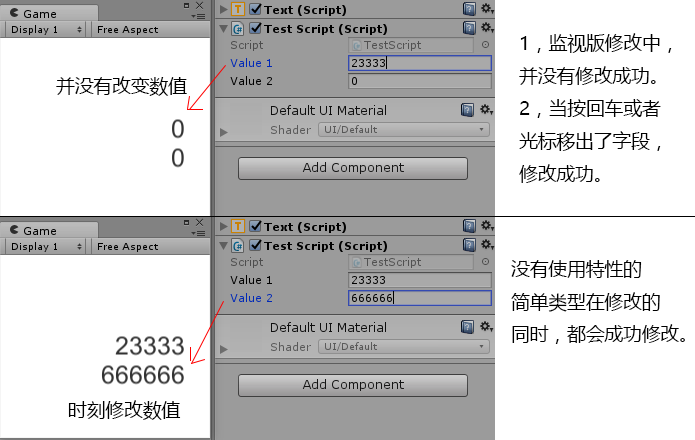 Game
Display 1
Free Aspect
并没有改变数值
0
0
Text (Script)
Test Script (Script)
Script
TestScript
Value 1
23333
Value 2
0
Default UI Material
Shader
UI/Default
Add Component
1，监视版修改中，
并没有修改成功。
2，当按回车或者
光标移出了字段，
修改成功。
Game
Display 1
Free Aspect
23333
666666
时刻修改数值
Text (Script)
Test Script (Script)
Script
TestScript
Value 1
23333
Value 2
666666
Default UI Material
Shader
UI/Default
Add Component
没有使用特性的
简单类型在修改的
同时，都会成功修改。